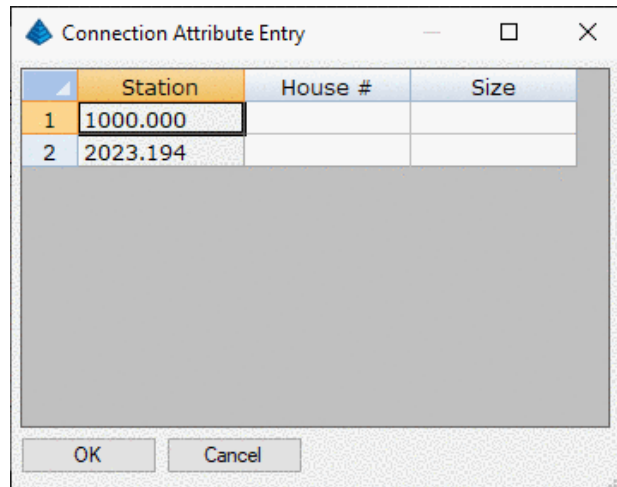 Connection Attribute Entry
Station House # Size
1 1000.000
2 2023.194
OK Cancel